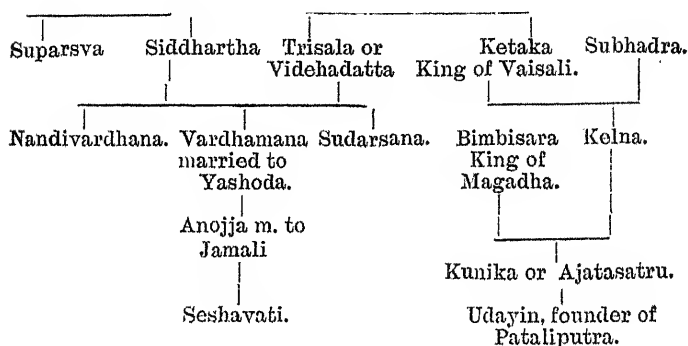 Suparsva Siddhartha Trisala or Ketaka Subhadra.
Videhadatta King of Vaisali.
Nandivardhana. Vardhamana Sudarsana. Bimbisara Kelna.
married to King of
Yashoda. Magadha.
Anojja m. to
Jamali
Kunika or Ajatasatru.
Seshavati. Udayin, founder of
Pataliputra.